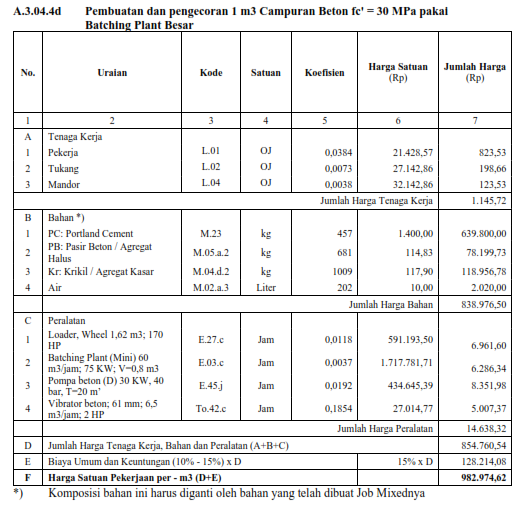 A.3.04.4d Pembuatan dan pengecoran 1 m3 Campuran Beton fc' = 30 MPa pakai
Batching Plant Besar
No. Uraian Kode Satuan Koefisien Harga Satuan (Rp) Jumlah Harga (Rp)
1 2 3 4 5 6 7
A Tenaga Kerja
1 Pekerja L.01 OJ 0,0384 21.428,57 823,53
2 Tukang L.02 OJ 0,0073 27.142,86 198,66
3 Mandor L.04 OJ 0,0038 32.142,86 123,53
Jumlah Harga Tenaga Kerja 1.145,72
B Bahan *)
1 PC: Portland Cement M.23 kg 457 1.400,00 639.800,00
2 PB: Pasir Beton / Agregat Halus M.05.a.2 kg 681 114,83 78.199,73
3 Kr: Krikil / Agregat Kasar M.04.d.2 kg 1009 117,90 118.956,78
4 Air M.02.a.3 Liter 202 10,00 2.020,00
Jumlah Harga Bahan 838.976,50
C Peralatan
1 Loader, Wheel 1,62 m3; 170 HP E.27.c Jam 0,0118 591.193,50 6.961,60
2 Batching Plant (Mini) 60 m3/jam; 75 KW; V=0,8 m3 E.03.c Jam 0,0037 1.717.781,71 6.286,34
3 Pompa beton (D) 30 KW, 40 bar, T=20 m' E.45.j Jam 0,0192 434.645,39 8.351,98
4 Vibrator beton; 61 mm; 6,5 m3/jam; 2 HP To.42.c Jam 0,1854 27.014,77 5.007,37
Jumlah Harga Peralatan 14.638,32
D Jumlah Harga Tenaga Kerja, Bahan dan Peralatan (A+B+C) 854.760,54
E Biaya Umum dan Keuntungan (10% - 15%) x D 15% x D 128.214,08
F Harga Satuan Pekerjaan per - m3 (D+E) 982.974,62
*) Komposisi bahan ini harus diganti oleh bahan yang telah dibuat Job Mixednya